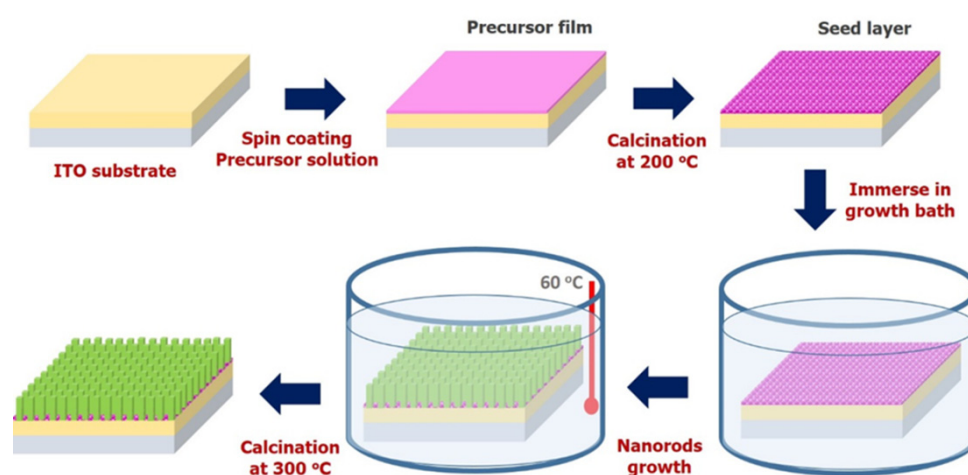 Precursor film
Seed layer
ITO substrate
Spin coating
Precursor solution
Calcination
at 200 °C
Immerse in
growth bath
60 °C
Calcination
at 300 °C
Nanorods
growth